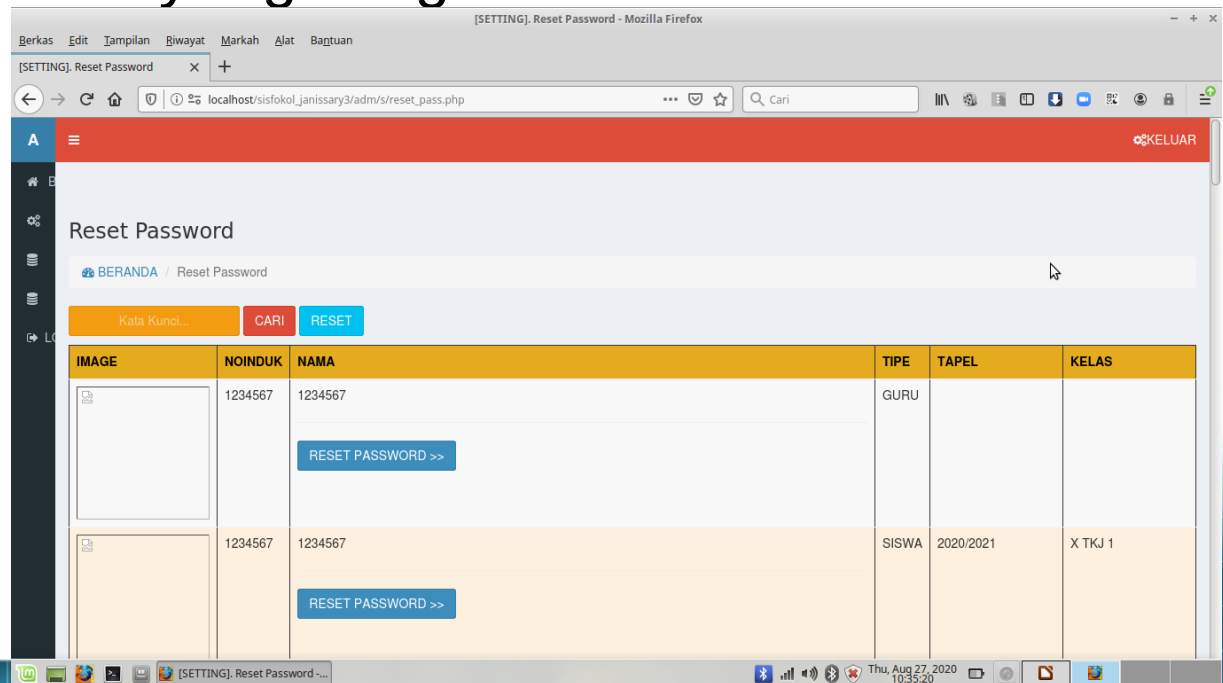 [SETTING]. Reset Password - Mozilla Firefox
Berkas Edit Tampilan Riwayat Markah Alat Bantuan
[SETTING]. Reset Password
localhost/sisfokol_janissary3/adm/s/reset_pass.php
Cari
A
KELUAR
Reset Password
BERANDA / Reset Password
Kata Kunci...
CARI
RESET
IMAGE NOINDUK NAMA TIPE TAPEL KELAS
1234567 1234567 GURU
RESET PASSWORD >>
1234567 1234567 SISWA 2020/2021 X TKJ 1
RESET PASSWORD >>
[SETTING]. Reset Password -...
Thu, Aug 27, 2020
10:35:20